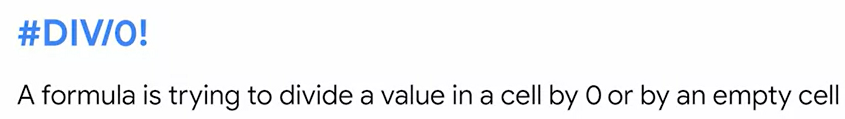 #DIV/0!
A formula is trying to divide a value in a cell by 0 or by an empty cell